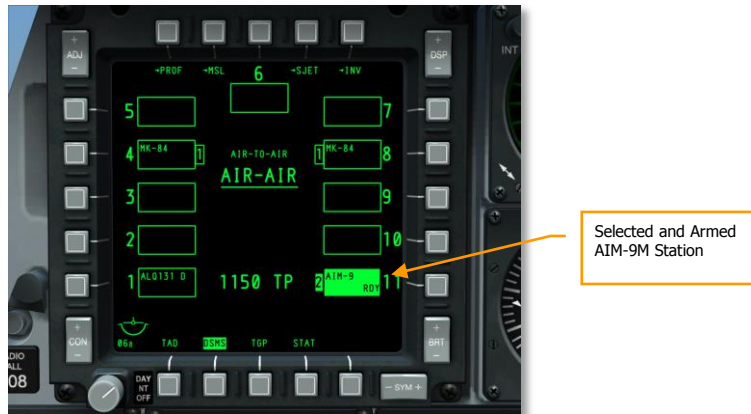 ADJ
DSP
INT
→PROF →MSL 6 →SJET →INV
5 7
4 MK-84 1 AIR-TO-AIR 1 MK-84 8
AIR-AIR
3 9
2 10
1 ALQ131 D 1150 TP 2 AIM-9 RDY 11
Selected and Armed
AIM-9M Station
CON
BRT
06a TAD DSMS TGP STAT
08
DAY
NT
OFF
- SYM +